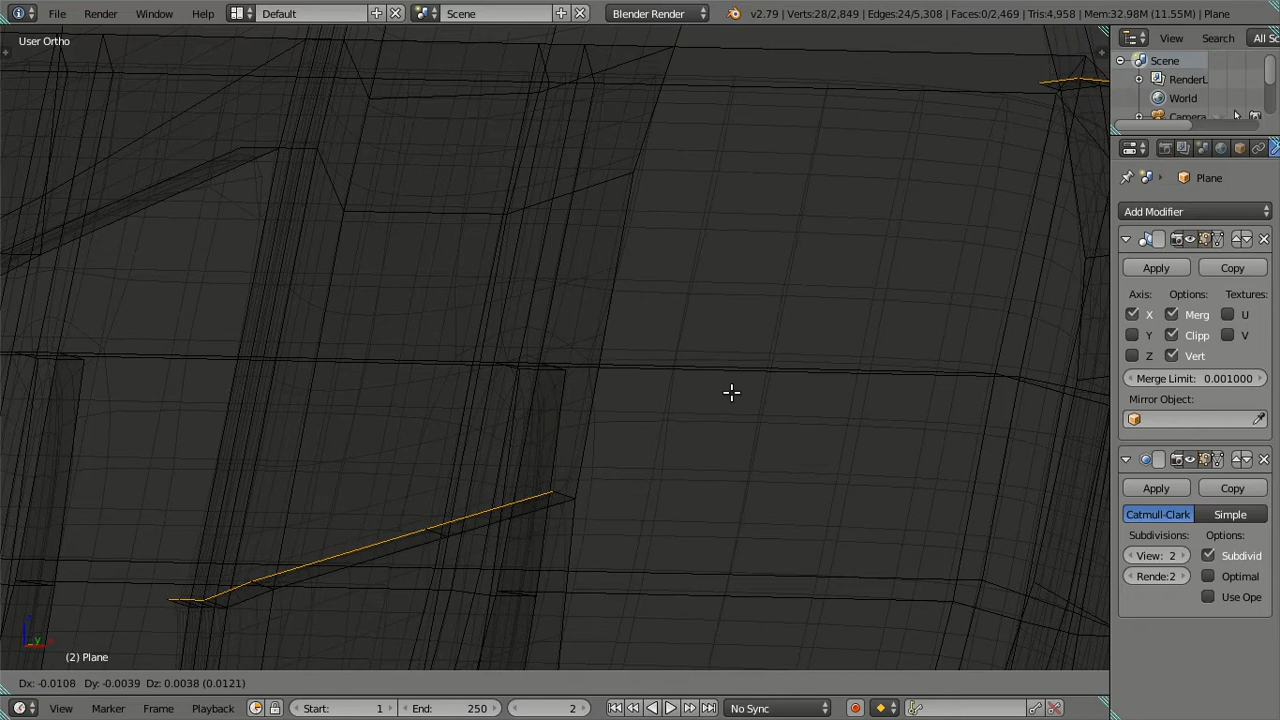 File Render Window Help Default Scene Blender Render v2.79 | Verts:28/2,849 | Edges:24/5,308 | Faces:0/2,469 | Tris:4,958 | Mem:32.98M (11.55M) | Plane
User Ortho
View Search All Sc
Scene
RenderL
World
Camera
Plane
Add Modifier
Apply Copy
Axis: Options: Textures:
X Merg U
Y Clipp V
Z Vert
Merge Limit: 0.001000
Mirror Object:
Apply Copy
Catmull-Clark Simple
Subdivisions: Options:
View: 2 Subdivid
Rende:2 Optimal
Use Ope
z
y x
(2) Plane
Dx: -0.0108 Dy: -0.0039 Dz: 0.0038 (0.0121)
View Marker Frame Playback Start: 1 End: 250 2 No Sync